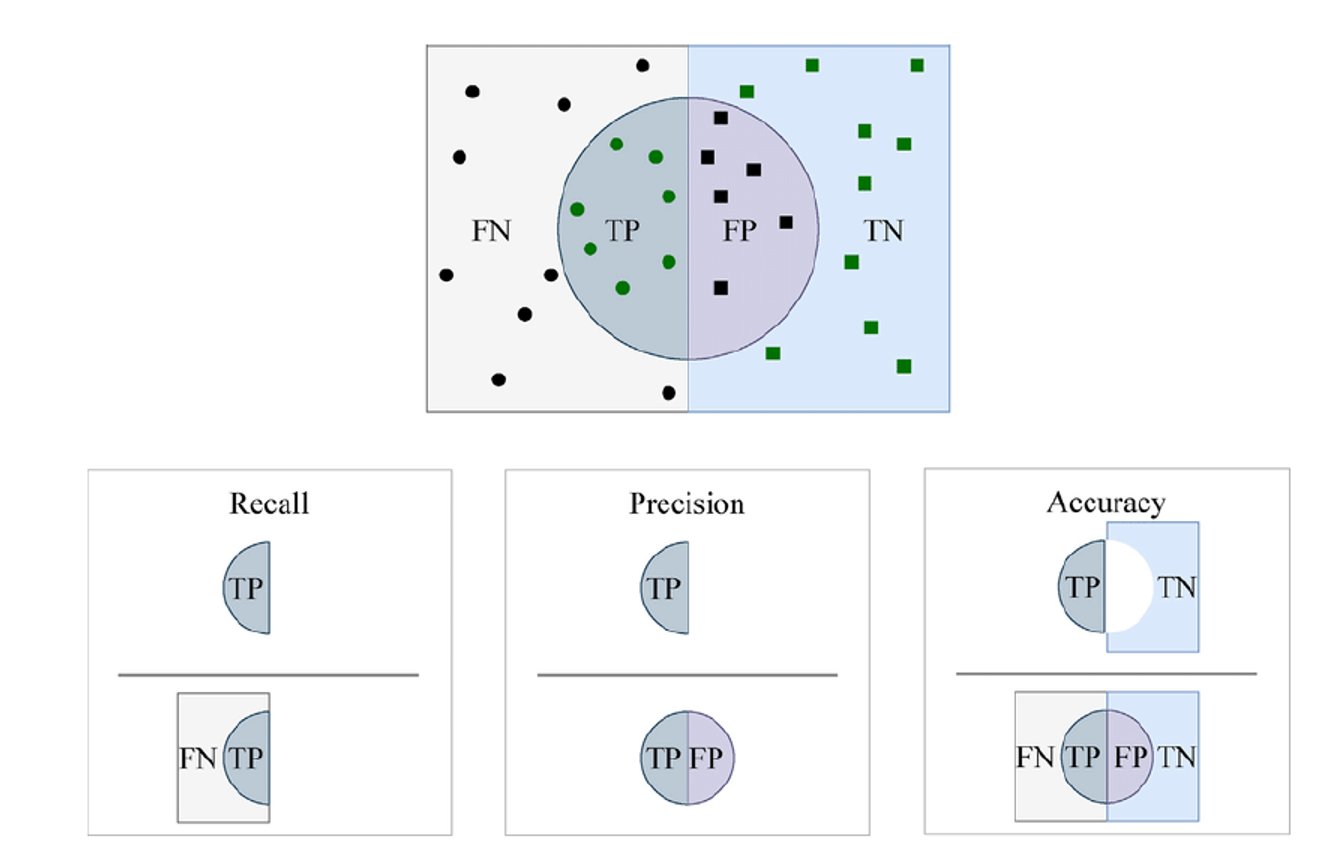 FN TP FP TN
Recall
TP
FN TP
Precision
TP
TP FP
Accuracy
TP TN
FN TP FP TN